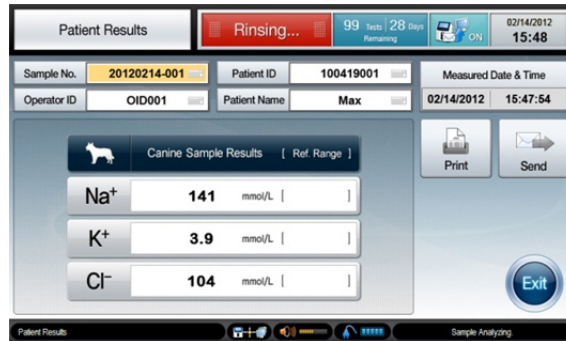 Patient Results
Rinsing...
99 Tests 28 Days
Remaining
ON
02/14/2012
15:48
Sample No. 20120214-001 Patient ID 100419001
Measured Date & Time
Operator ID OID001 Patient Name Max
02/14/2012 15:47:54
Canine Sample Results [ Ref. Range ]
Print
Send
Na⁺ 141 mmol/L [ ]
K⁺ 3.9 mmol/L [ ]
Cl⁻ 104 mmol/L [ ]
Exit
Patient Results
Sample Analyzing.